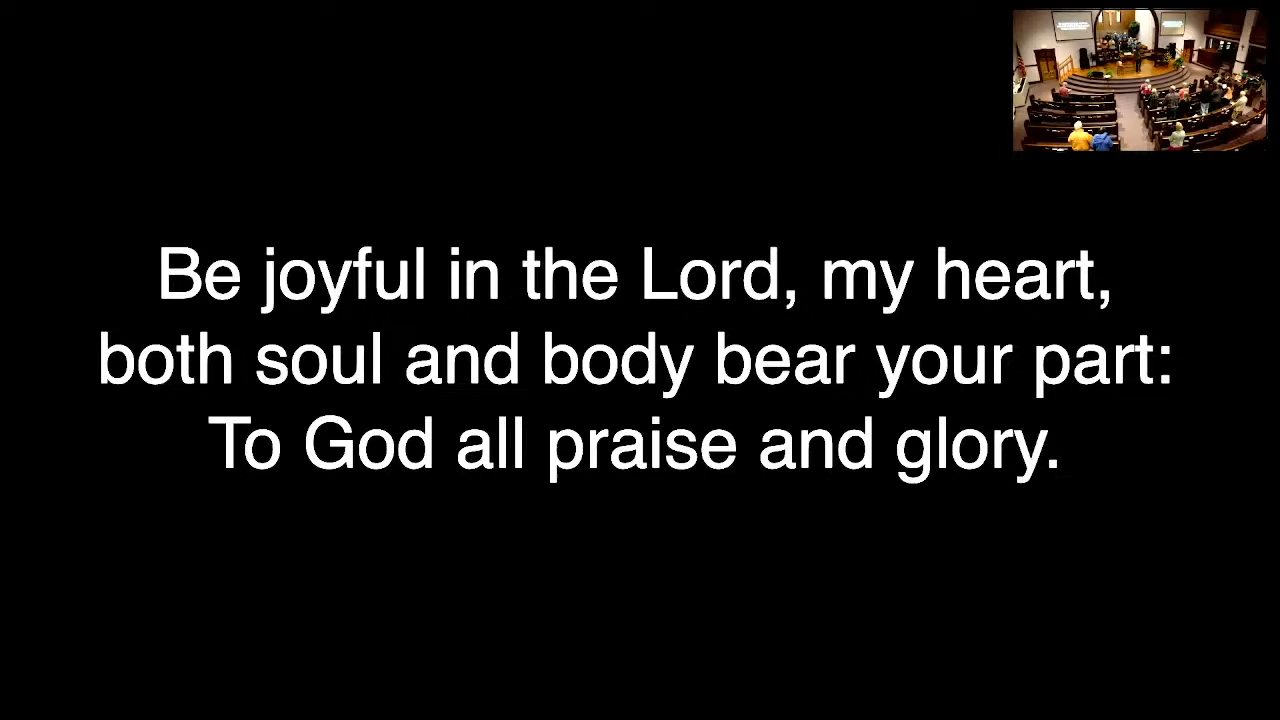 Be joyful in the Lord, my heart,
both soul and body bear your part:
To God all praise and glory.